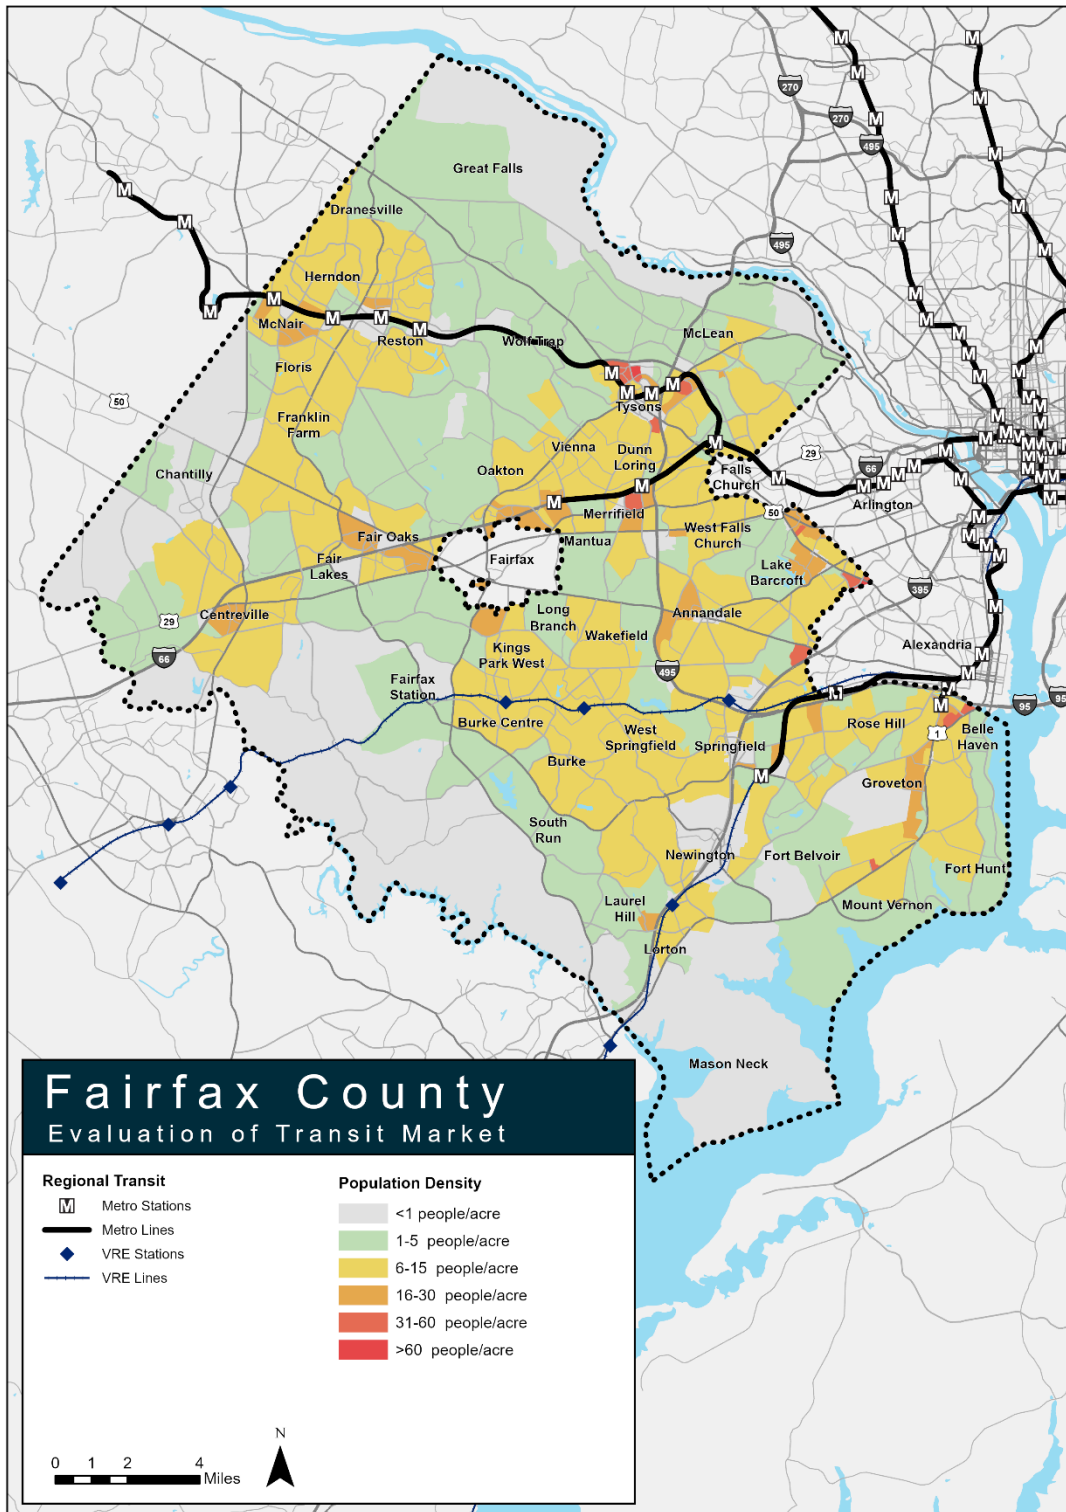 270
270
495
Great Falls
Dranesville
495
Herndon
McNair
Reston
Wolf Trap
McLean
Floris
50
Tysons
Franklin
Farm
Vienna
Dunn
Loring
29
Chantilly
Oakton
Falls
Church
66
Arlington
Merrifield
50
Fair Oaks
Mantua
West Falls
Church
Fairfax
Fair
Lakes
Lake
Barcroft
395
Centreville
29
Long
Branch
Annandale
Wakefield
66
Kings
Park West
Alexandria
495
Fairfax
Station
95
95
Burke Centre
West
Springfield
Springfield
Rose Hill
1
Belle
Haven
Burke
Groveton
South
Run
Newington
Fort Belvoir
Fort Hunt
Laurel
Hill
Mount Vernon
Lorton
Mason Neck
Fairfax County
Evaluation of Transit Market
Regional Transit
M Metro Stations
Metro Lines
VRE Stations
VRE Lines
Population Density
<1 people/acre
1-5 people/acre
6-15 people/acre
16-30 people/acre
31-60 people/acre
>60 people/acre
N
0 1 2 4
Miles